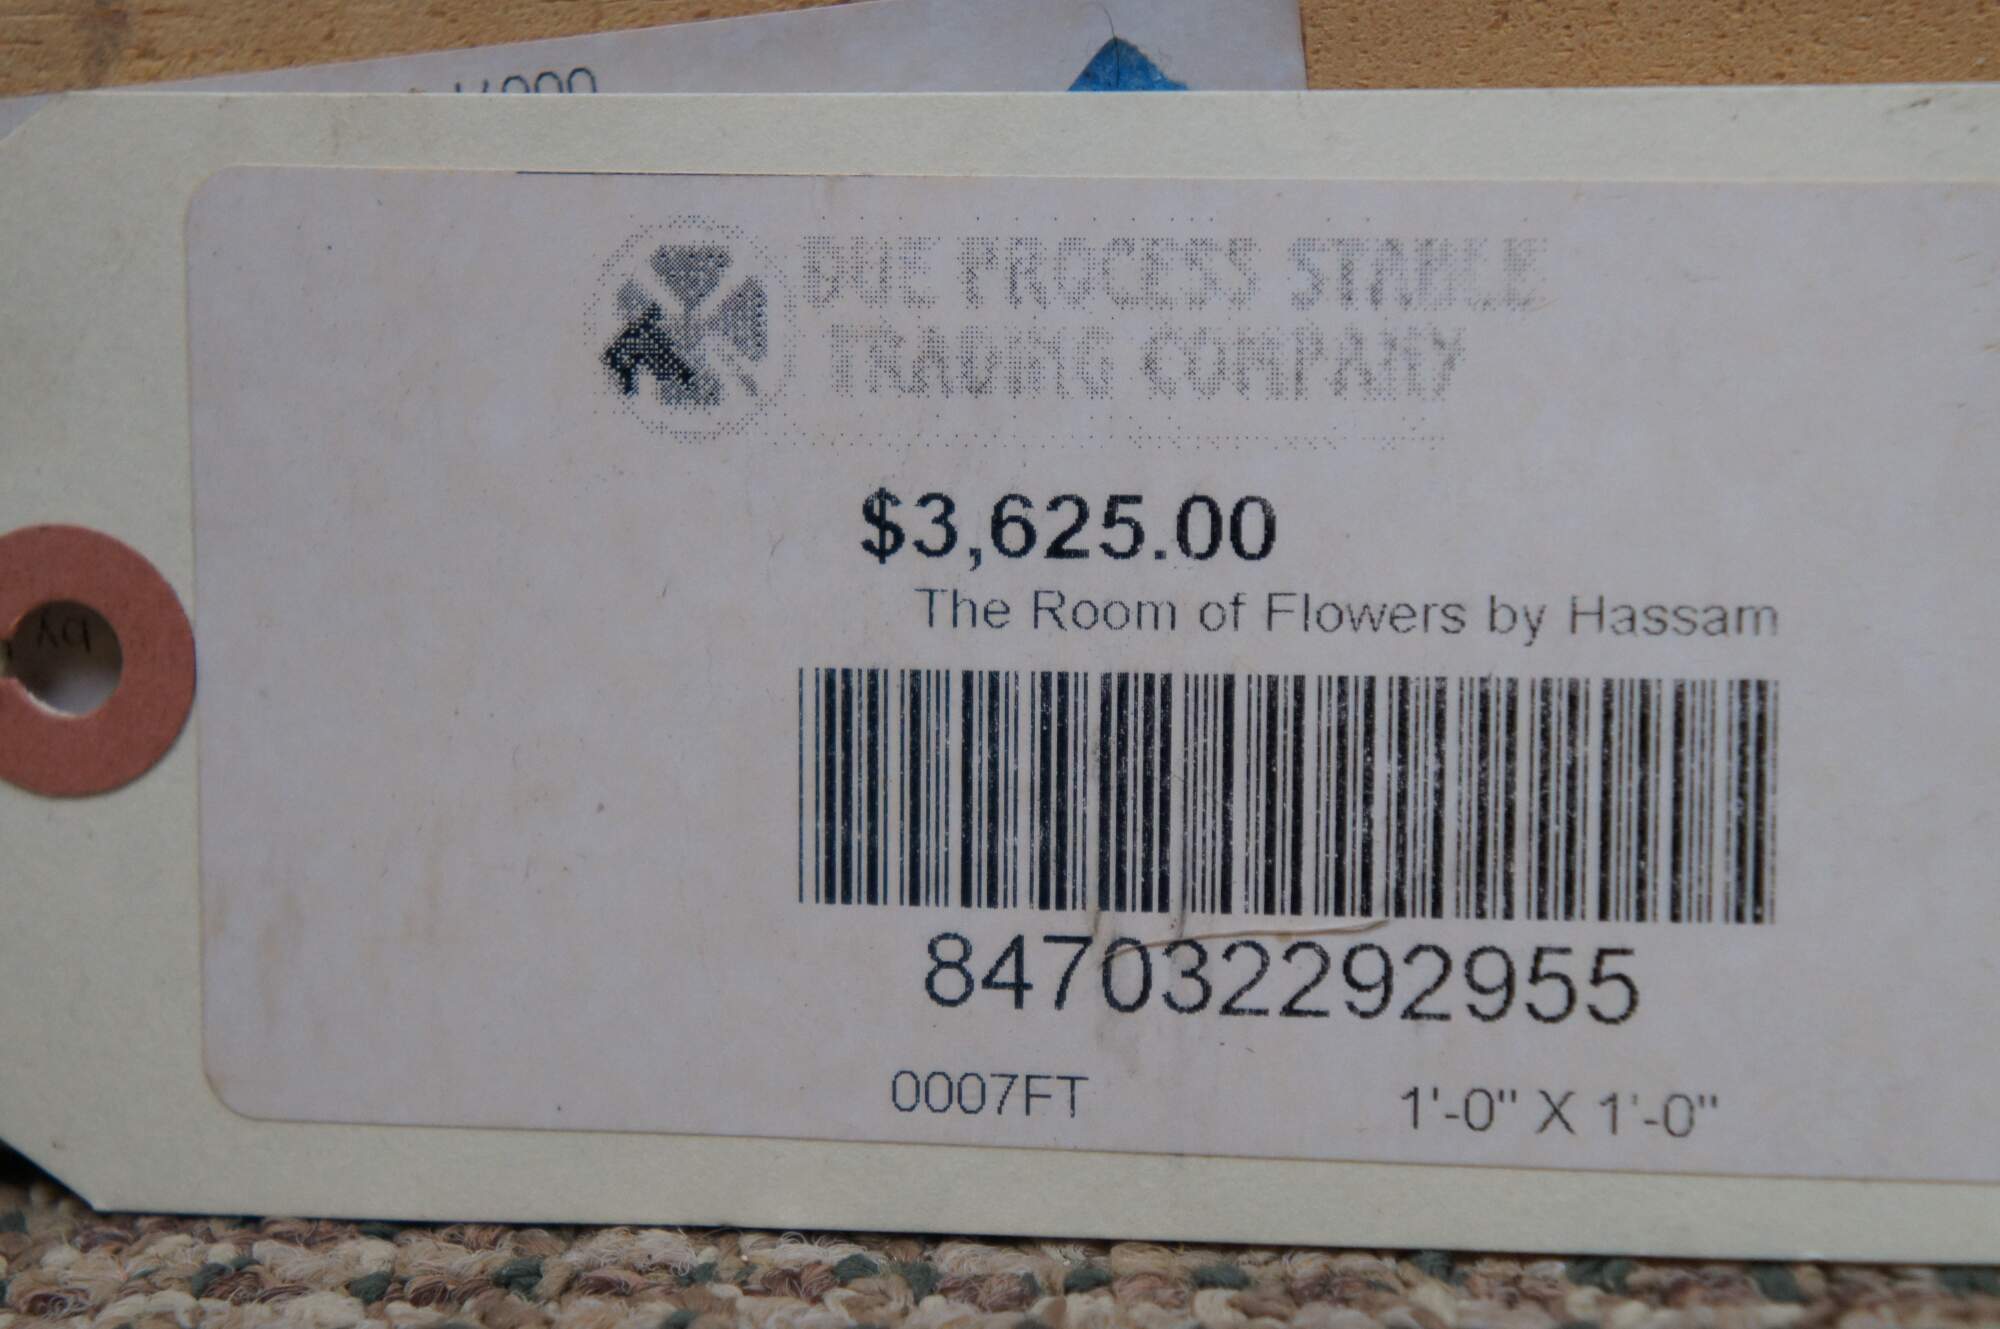 DUE PROCESS STABLE
TRADING COMPANY
$3,625.00
The Room of Flowers by Hassam
847032292955
0007FT 1'-0" X 1'-0"